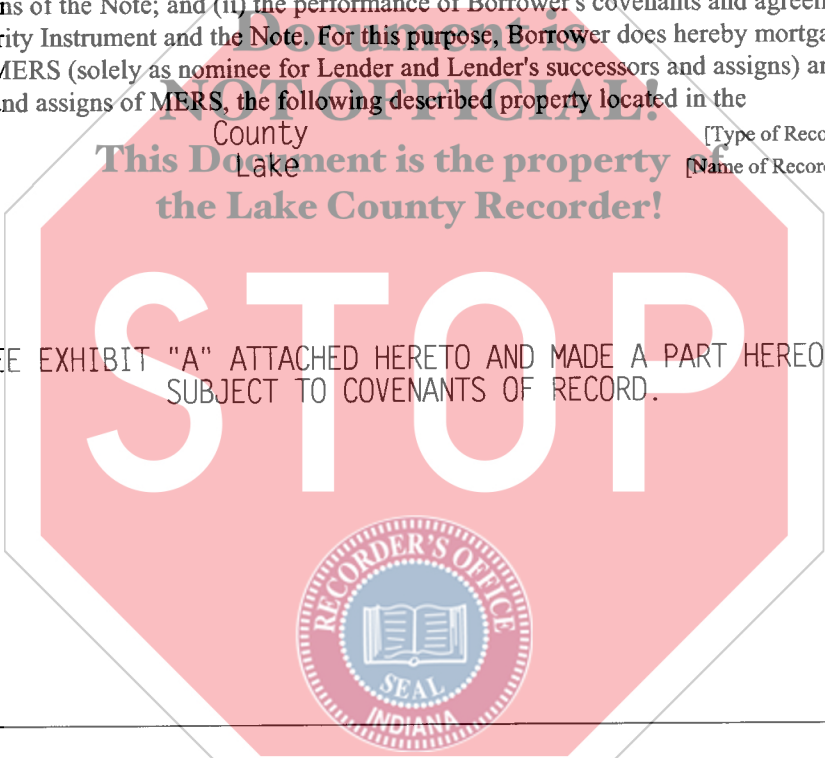 ns of the Note; and (ii) the performance of Borrower's covenants and agreen
Document is
rity Instrument and the Note. For this purpose, Borrower does hereby mortga
MERS (solely as nominee for Lender and Lender's successors and assigns) an
NOT OFFICIAL!
nd assigns of MERS, the following described property located in the
County [Type of Reco
This Document is the property of
Lake [Name of Recor
the Lake County Recorder!
STOP
EE EXHIBIT "A" ATTACHED HERETO AND MADE A PART HEREO
SUBJECT TO COVENANTS OF RECORD.
RECORDER'S OFFICE
SEAL
INDIANA